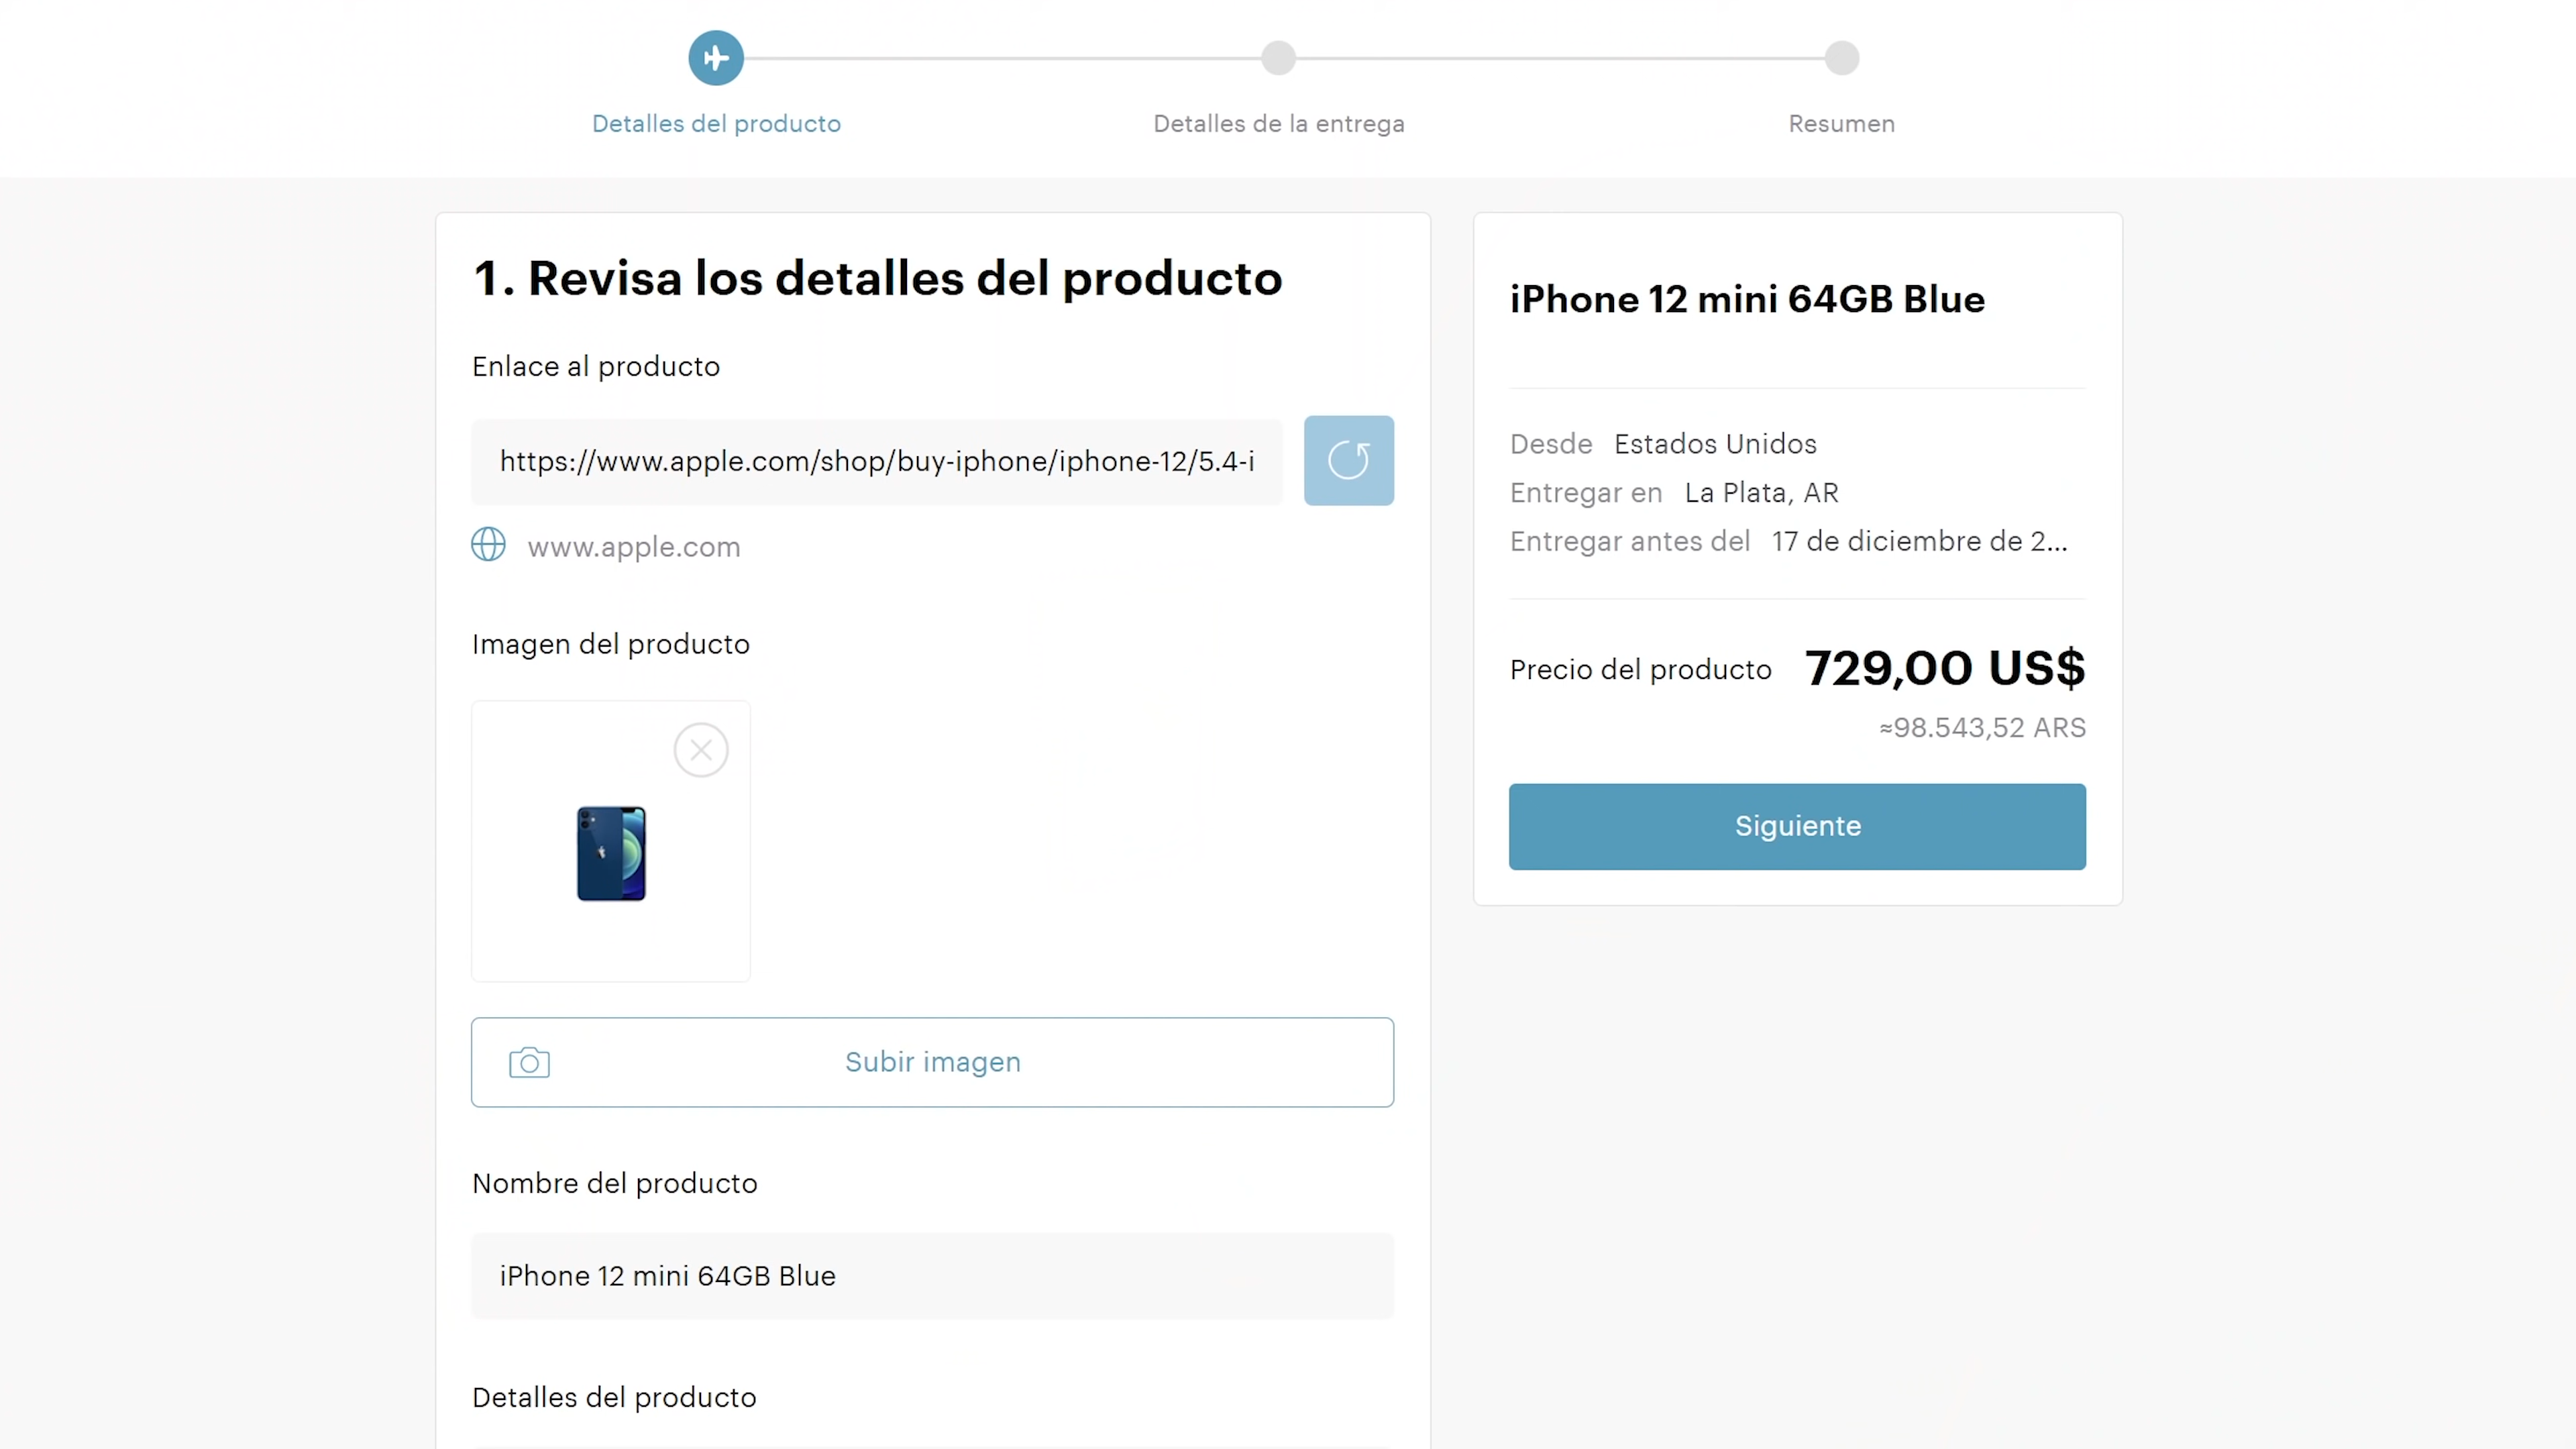 Detalles del producto
Detalles de la entrega
Resumen
1. Revisa los detalles del producto
Enlace al producto
https://www.apple.com/shop/buy-iphone/iphone-12/5.4-i
www.apple.com
Imagen del producto
Subir imagen
Nombre del producto
iPhone 12 mini 64GB Blue
Detalles del producto
iPhone 12 mini 64GB Blue
Desde Estados Unidos
Entregar en La Plata, AR
Entregar antes del 17 de diciembre de 2...
Precio del producto 729,00 US$
≈98.543,52 ARS
Siguiente